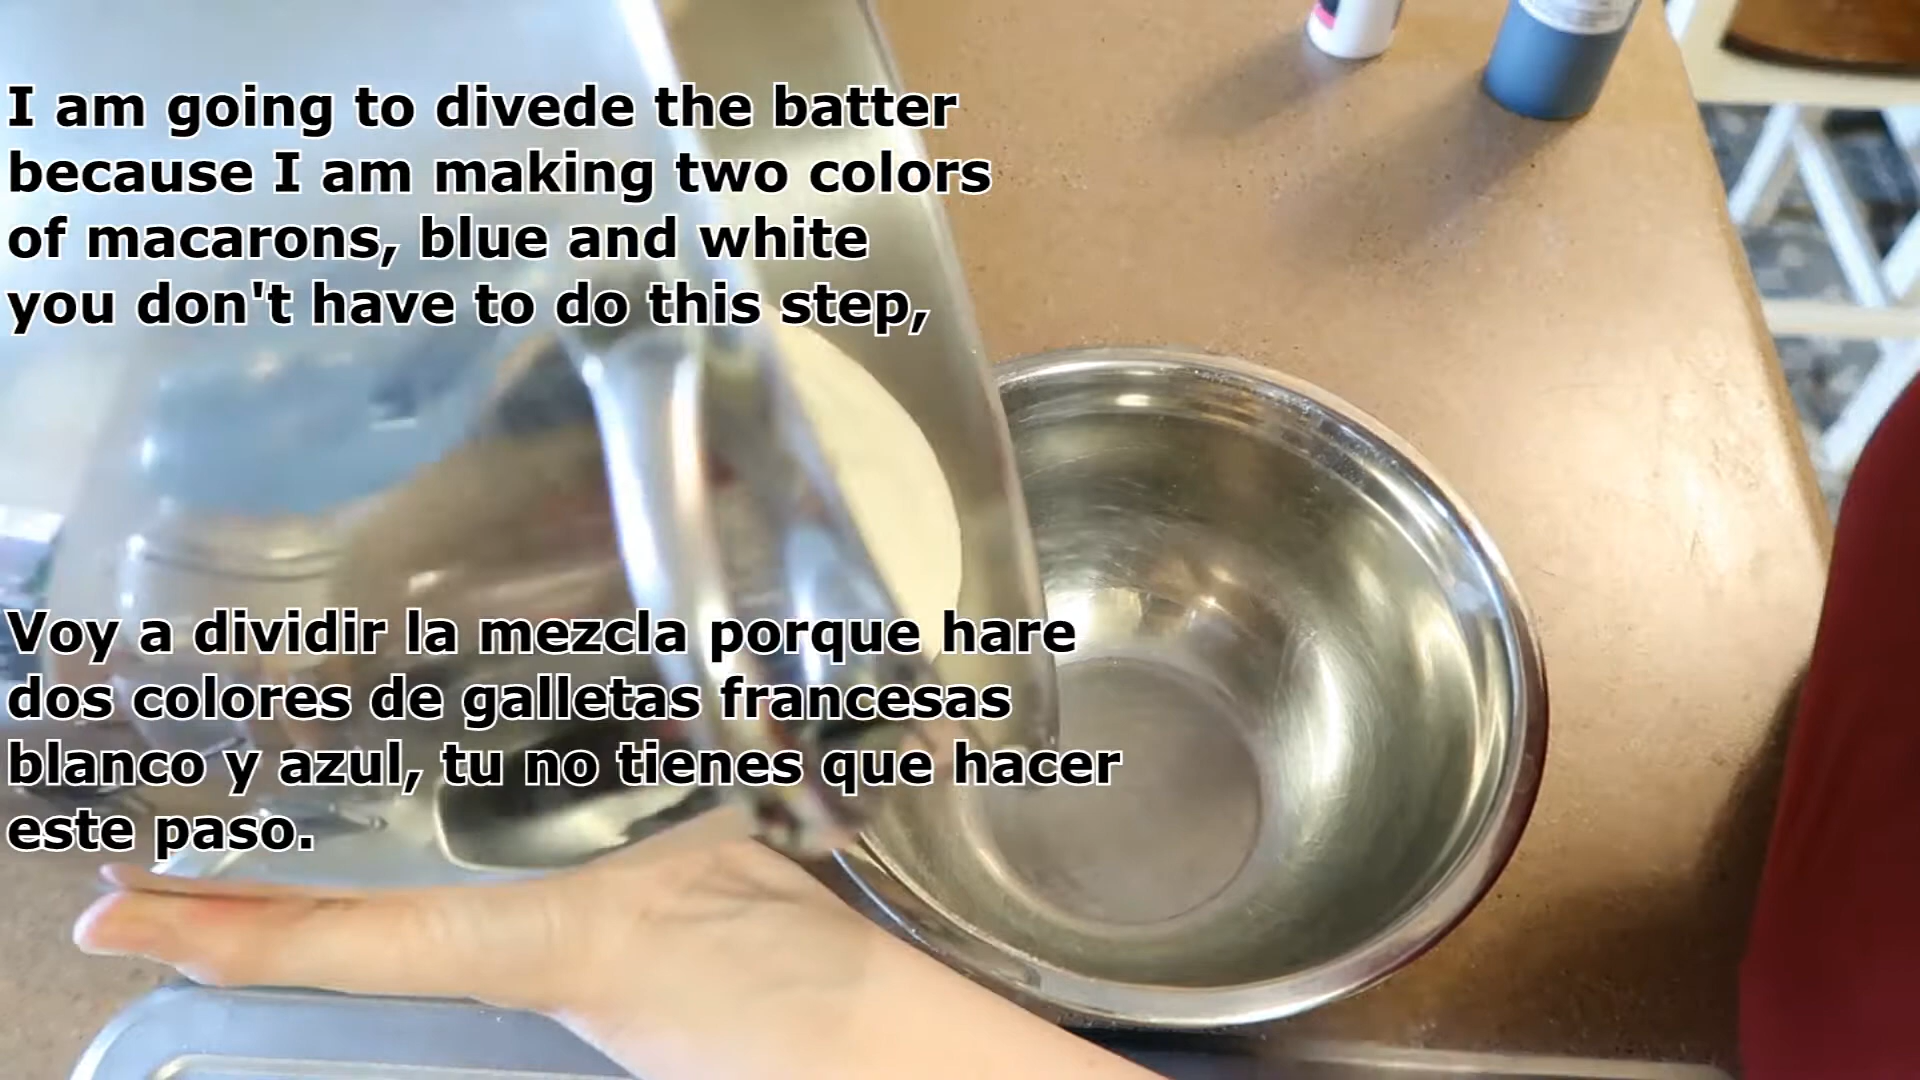 I am going to divede the batter
because I am making two colors
of macarons, blue and white
you don't have to do this step,
Voy a dividir la mezcla porque hare
dos colores de galletas francesas
blanco y azul, tu no tienes que hacer
este paso.